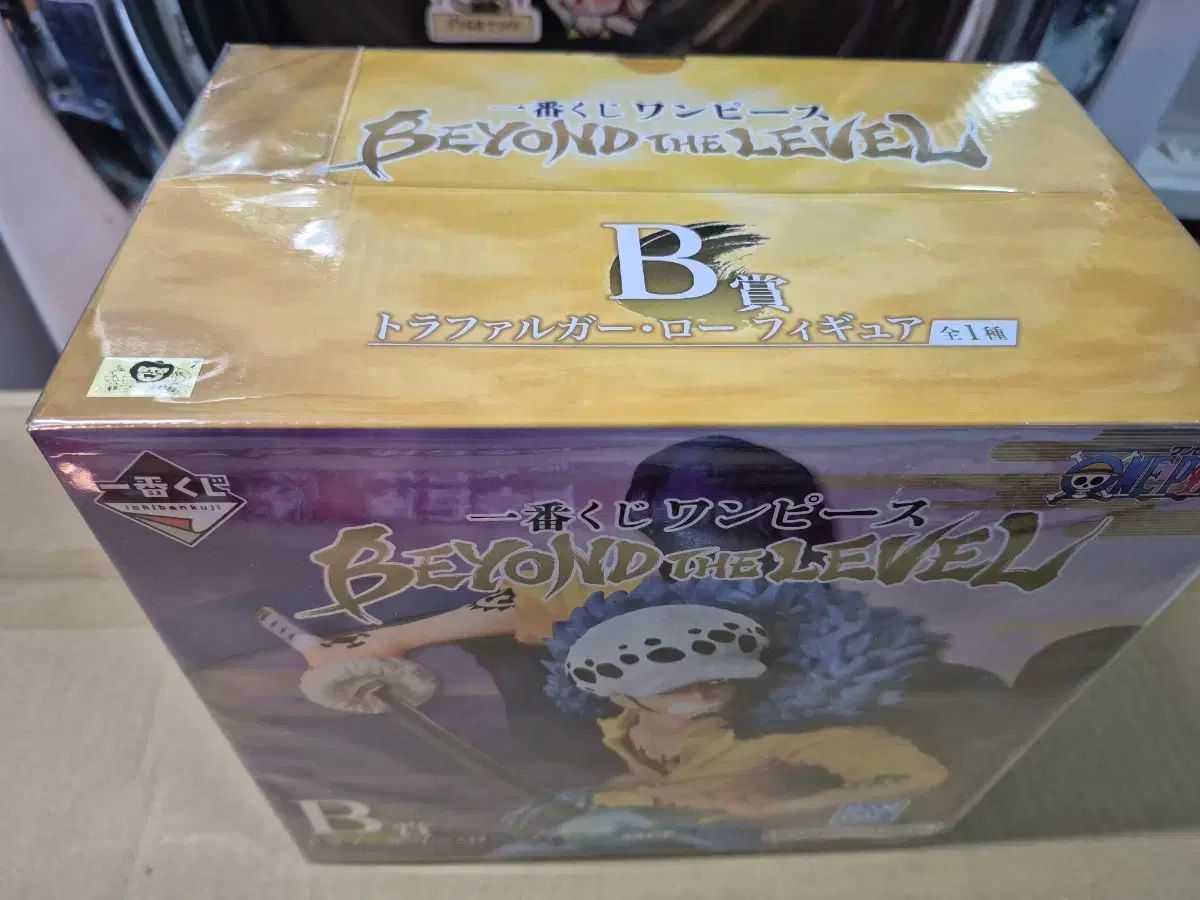 一番くじ ワンピース
BEYOND THE LEVEL
B賞
トラファルガー・ロー フィギュア 全1種
一番くじ
ichibankuji
一番くじ ワンピース
BEYOND THE LEVEL
B賞